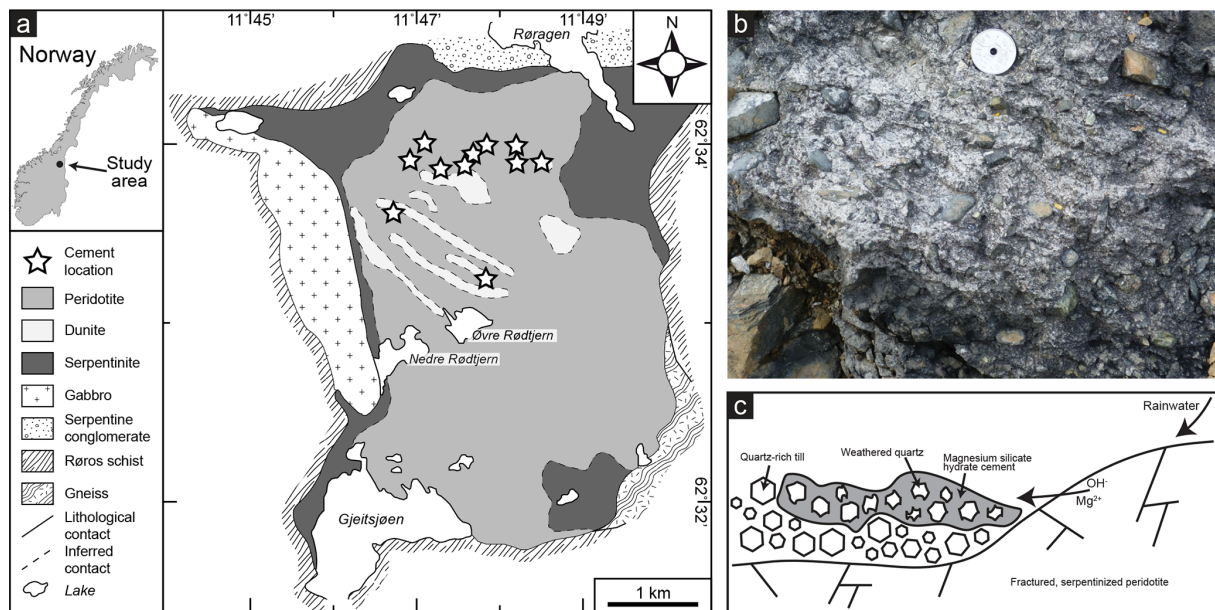 a
Norway
Study
area
Cement
location
Peridotite
Dunite
Serpentinite
Gabbro
Serpentine
conglomerate
Røros schist
Gneiss
Lithological
contact
Inferred
contact
Lake
11°45'
11°47'
11°49'
N
Røragen
62°34'
Øvre Rødtjern
Nedre Rødtjern
62°32'
Gjeitsjøen
1 km
b
c
Rainwater
Quartz-rich till
Weathered quartz
Magnesium silicate
hydrate cement
OH-
Mg2+
Fractured, serpentinized peridotite